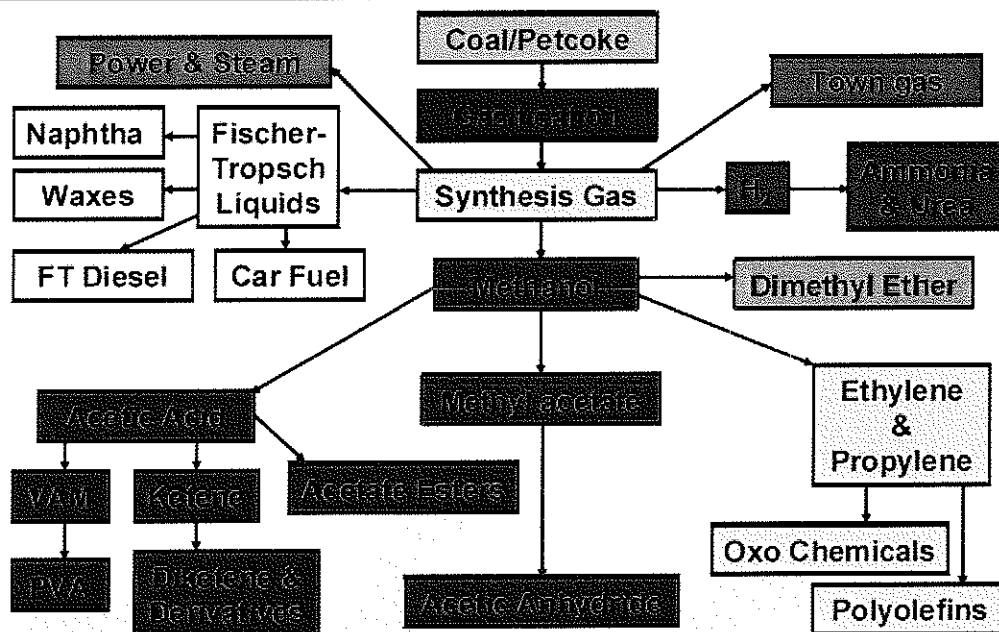 Coal/Petcoke
Power & Steam
Town gas
Gasification
Naphtha
Fischer-
Tropsch
Liquids
Waxes
Synthesis Gas
H2
Ammonia
& Urea
FT Diesel
Car Fuel
Methanol
Dimethyl Ether
Acetic Acid
Methyl acetate
Ethylene
&
Propylene
VAM
Ketene
Acetate Esters
PVA
Diketene &
Derivatives
Acetic Anhydride
Oxo Chemicals
Polyolefins